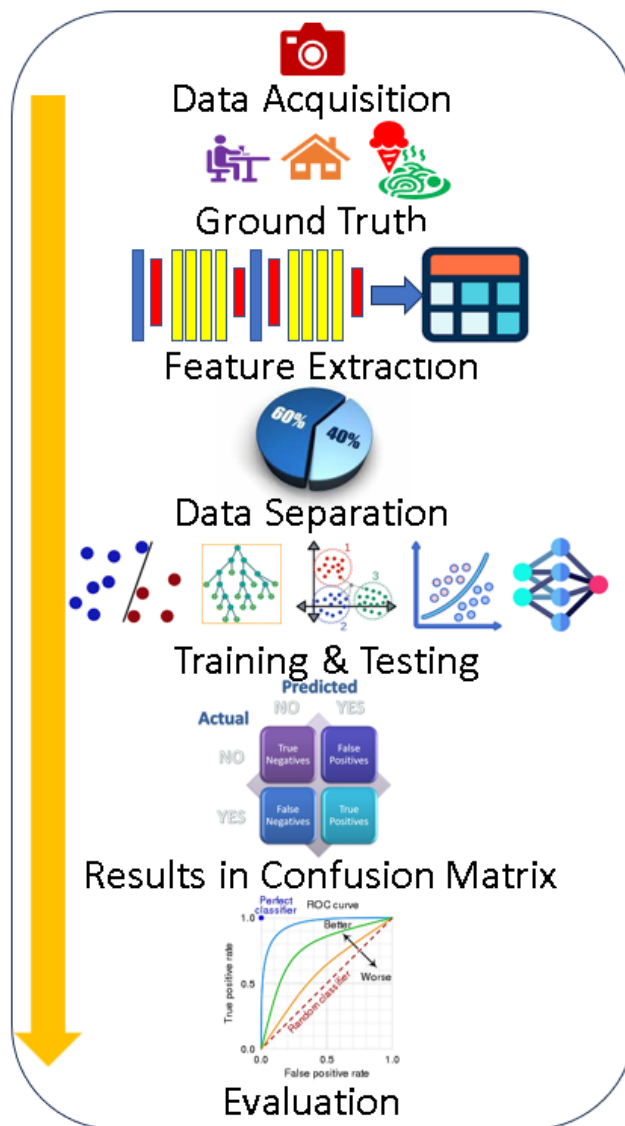 Data Acquisition
Ground Truth
Feature Extraction
60%
40%
Data Separation
1
3
2
Training & Testing
Predicted
NO YES
Actual
NO
True Negatives
False Positives
YES
False Negatives
True Positives
Results in Confusion Matrix
Perfect classifier
ROC curve
1.0
Better
Worse
0.5
Random classifier
True positive rate
0.0
0.0 0.5 1.0
False positive rate
Evaluation